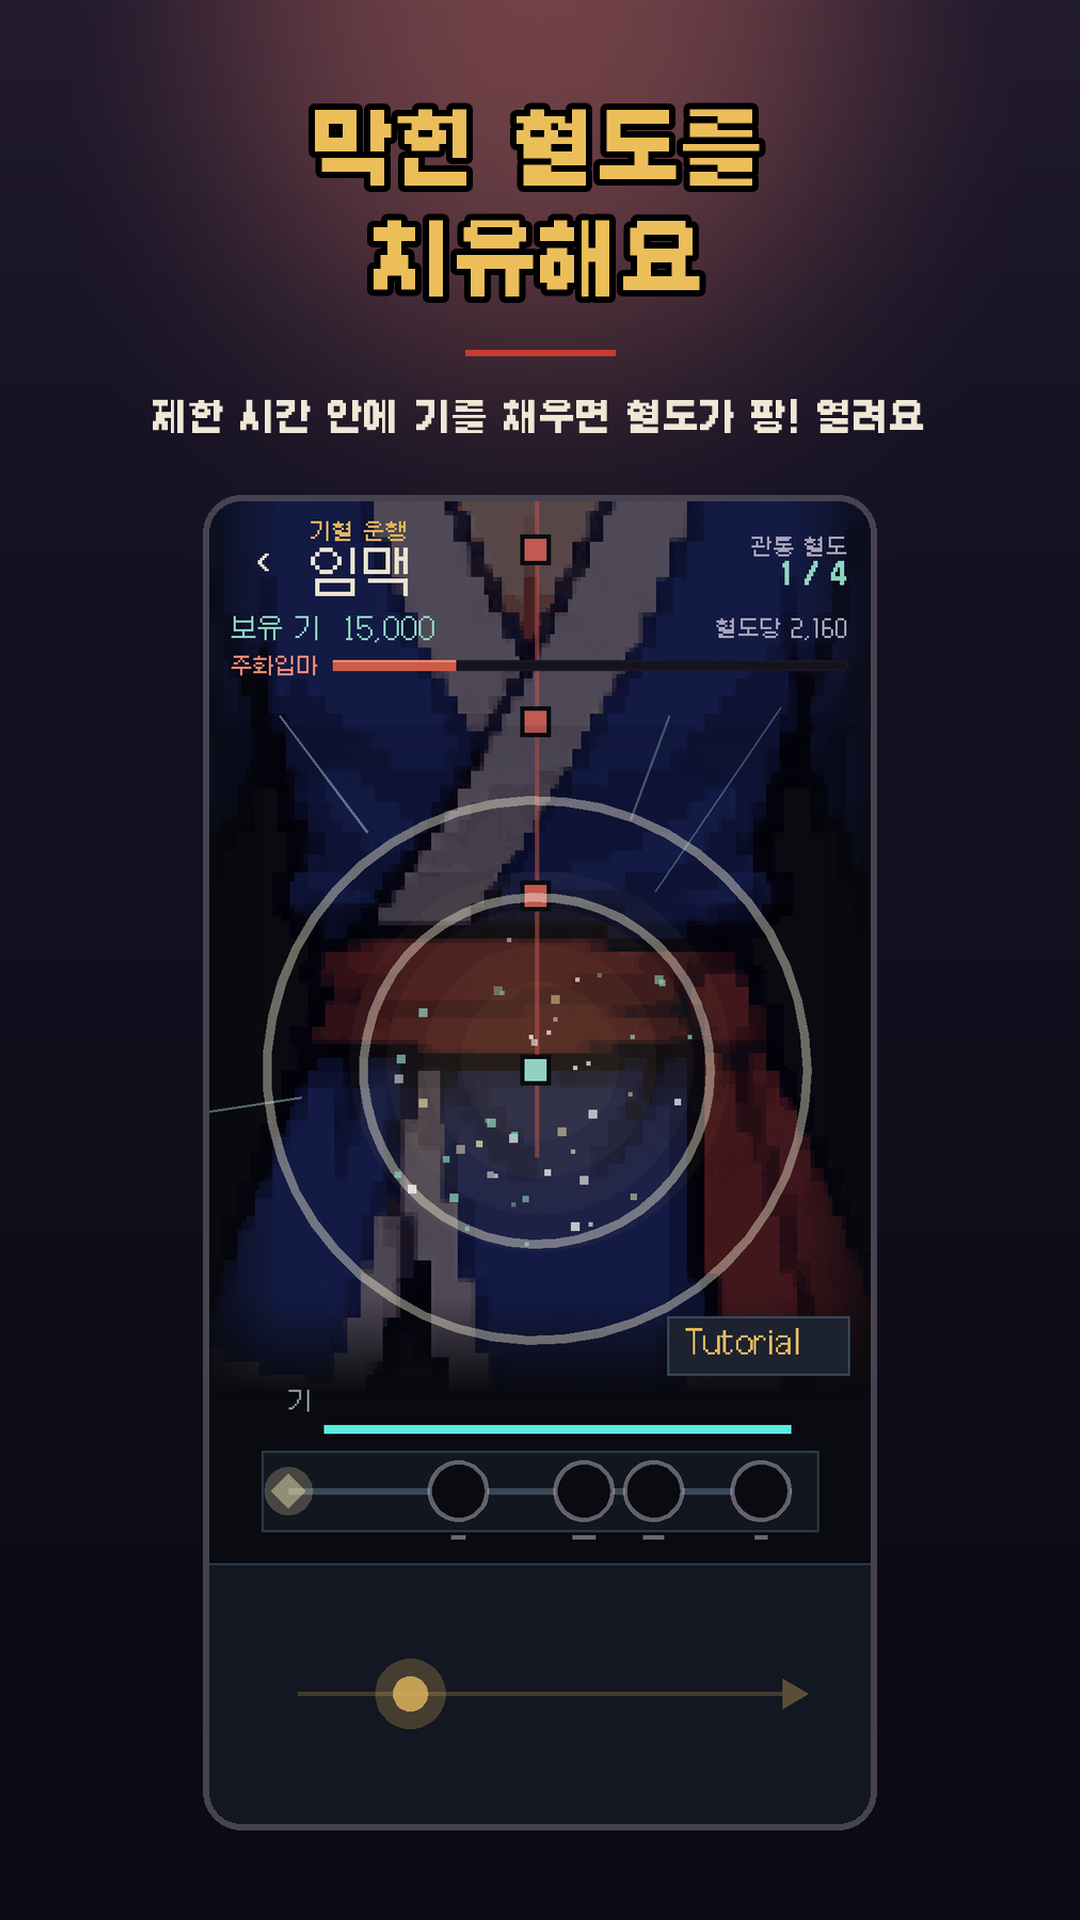 막힌 혈도를
치유해요
제한 시간 안에 기를 채우면 혈도가 팡! 열려요
기혈 운행
임맥
관통 혈도
1 / 4
보유 기 15,000
혈도당 2,160
주화입마
Tutorial
기